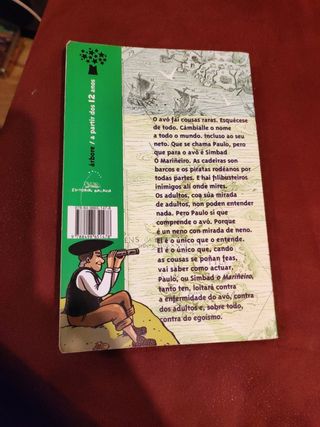 árbore / a partir dos 12 anos
EDITORIAL GALAXIA
O avó fai cousas raras. Esquécese
de todo. Cámbialle o nome
a todo o mundo. Incluso ao seu
neto. Que se chama Paulo, pero
que para o avó é Simbad
O Mariñeiro. As cadeiras son
barcos e os piratas rodéanos por
todas partes. E hai filibusteiros
inimigos alí onde mires.
Os adultos, coa súa mirada
de adultos, non poden entender
nada. Pero Paulo si que
comprende o avó. Porque
é un neno con mirada de neno.
El é o único que o entende.
El é o único que, cando
as cousas se poñan feas,
vai saber como actuar.
Paulo, ou Simbad o Mariñeiro,
tanto ten, loitará contra
a enfermidade do avó, contra
dos adultos e, sobre todo,
contra do egoísmo.